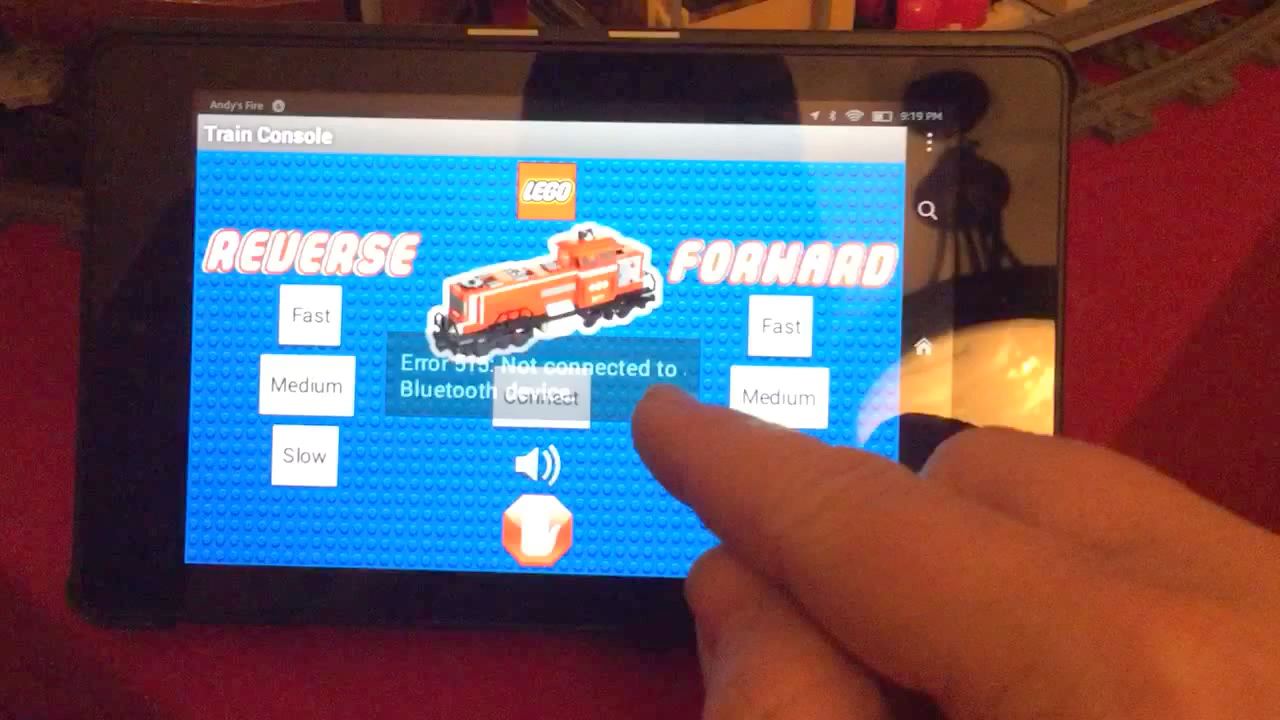 Andy's Fire
9:19 PM
Train Console
LEGO
REVERSE
FORWARD
Fast
Fast
Error 515: Not connected to
Bluetooth device.
Medium
Connect
Medium
Slow